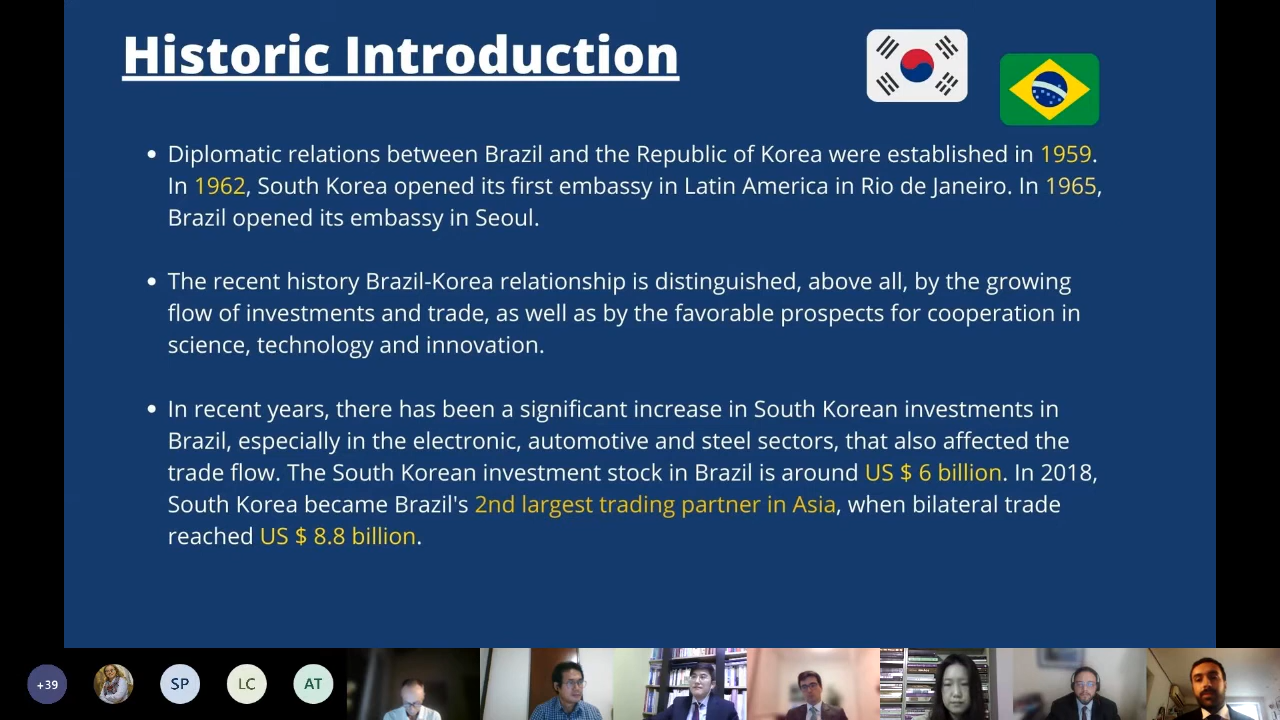 Historic Introduction
Diplomatic relations between Brazil and the Republic of Korea were established in 1959.
In 1962, South Korea opened its first embassy in Latin America in Rio de Janeiro. In 1965,
Brazil opened its embassy in Seoul.
The recent history Brazil-Korea relationship is distinguished, above all, by the growing
flow of investments and trade, as well as by the favorable prospects for cooperation in
science, technology and innovation.
In recent years, there has been a significant increase in South Korean investments in
Brazil, especially in the electronic, automotive and steel sectors, that also affected the
trade flow. The South Korean investment stock in Brazil is around US $ 6 billion. In 2018,
South Korea became Brazil's 2nd largest trading partner in Asia, when bilateral trade
reached US $ 8.8 billion.
+39 SP LC AT